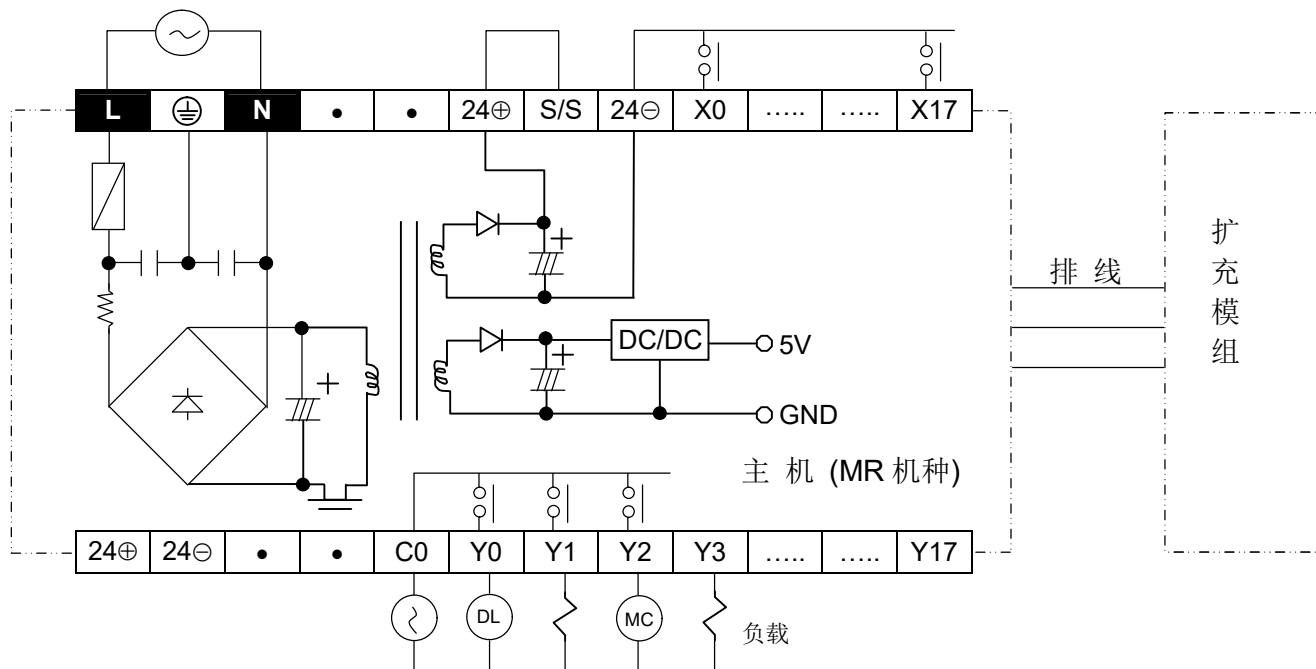 L ⏚ N • • 24⊕ S/S 24⊖ X0 ..... ..... X17
扩充模组
排 线
+
+
+
DC/DC
5V
GND
主 机 (MR 机种)
24⊕ 24⊖ • • C0 Y0 Y1 Y2 Y3 ..... ..... Y17
DL
MC
负载